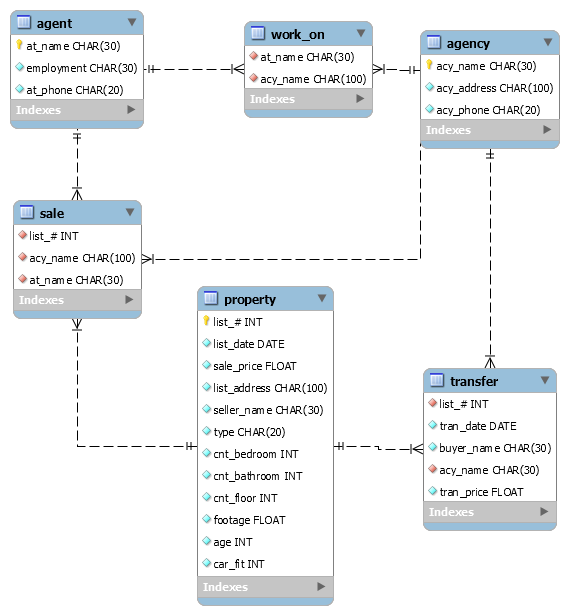 agent
at_name CHAR(30)
employment CHAR(30)
at_phone CHAR(20)
Indexes
work_on
at_name CHAR(30)
acy_name CHAR(100)
Indexes
agency
acy_name CHAR(30)
acy_address CHAR(100)
acy_phone CHAR(20)
Indexes
sale
list_# INT
acy_name CHAR(100)
at_name CHAR(30)
Indexes
property
list_# INT
list_date DATE
sale_price FLOAT
list_address CHAR(100)
seller_name CHAR(30)
type CHAR(20)
cnt_bedroom INT
cnt_bathroom INT
cnt_floor INT
footage FLOAT
age INT
car_fit INT
Indexes
transfer
list_# INT
tran_date DATE
buyer_name CHAR(30)
acy_name CHAR(30)
tran_price FLOAT
Indexes